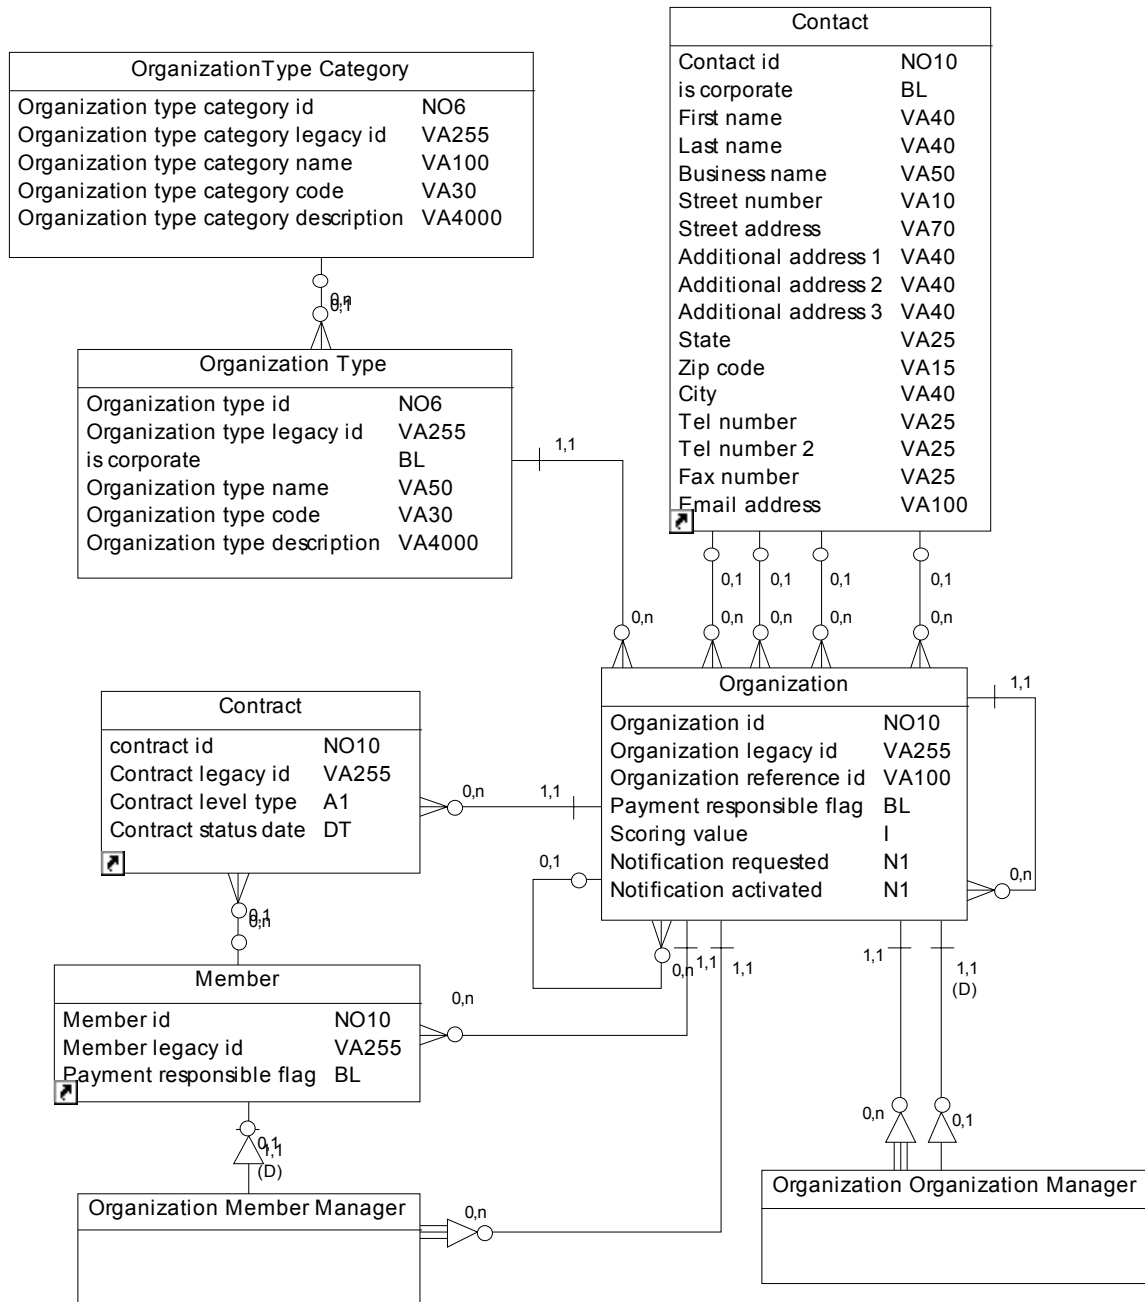 Contact
Contact id NO10
is corporate BL
First name VA40
Last name VA40
Business name VA50
Street number VA10
Street address VA70
Additional address 1 VA40
Additional address 2 VA40
Additional address 3 VA40
State VA25
Zip code VA15
City VA40
Tel number VA25
Tel number 2 VA25
Fax number VA25
Email address VA100
OrganizationType Category
Organization type category id NO6
Organization type category legacy id VA255
Organization type category name VA100
Organization type category code VA30
Organization type category description VA4000
0,n
0,1
Organization Type
Organization type id NO6
Organization type legacy id VA255
is corporate BL
Organization type name VA50
Organization type code VA30
Organization type description VA4000
1,1
0,n
0,1 0,1 0,1 0,1
0,n 0,n 0,n 0,n
Organization
Organization id NO10
Organization legacy id VA255
Organization reference id VA100
Payment responsible flag BL
Scoring value I
Notification requested N1
Notification activated N1
1,1
0,n
Contract
contract id NO10
Contract legacy id VA255
Contract level type A1
Contract status date DT
0,n 1,1
0,1
0,n
0,1
0,n
Member
Member id NO10
Member legacy id VA255
Payment responsible flag BL
0,n
1,1 1,1
1,1 1,1
(D)
0,1
1,1
(D)
0,n 0,1
Organization Member Manager
0,n
Organization Organization Manager